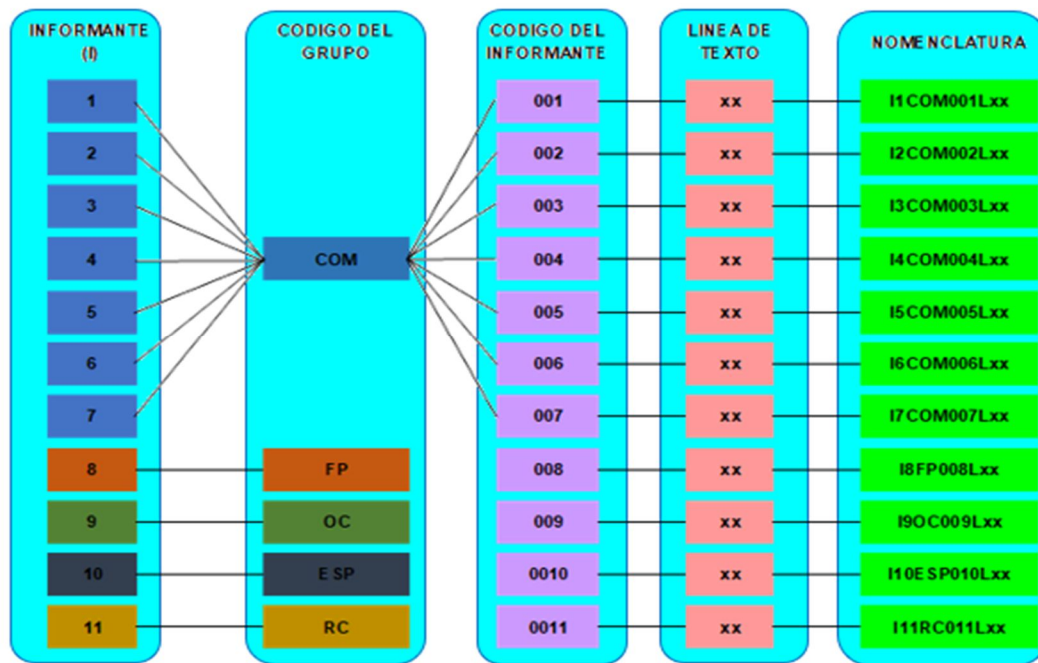 INFORMANTE
(I)
CODIGO DEL
GRUPO
CODIGO DEL
INFORMANTE
LINEA DE
TEXTO
NOMENCLATURA
1
001
xx
I1COM001Lxx
2
002
xx
I2COM002Lxx
3
003
xx
I3COM003Lxx
4
COM
004
xx
I4COM004Lxx
5
005
xx
I5COM005Lxx
6
006
xx
I6COM006Lxx
7
007
xx
I7COM007Lxx
8
FP
008
xx
I8FP008Lxx
9
OC
009
xx
I9OC009Lxx
10
ESP
0010
xx
I10ESP010Lxx
11
RC
0011
xx
I11RC011Lxx